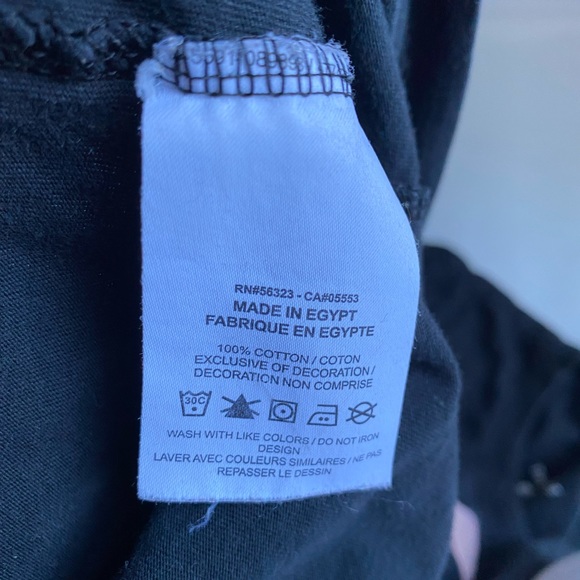 RN#56323 - CA#05553
MADE IN EGYPT
FABRIQUE EN EGYPTE
100% COTTON / COTON
EXCLUSIVE OF DECORATION /
DECORATION NON COMPRISE
30C
WASH WITH LIKE COLORS / DO NOT IRON
DESIGN
LAVER AVEC COULEURS SIMILAIRES / NE PAS
REPASSER LE DESSIN